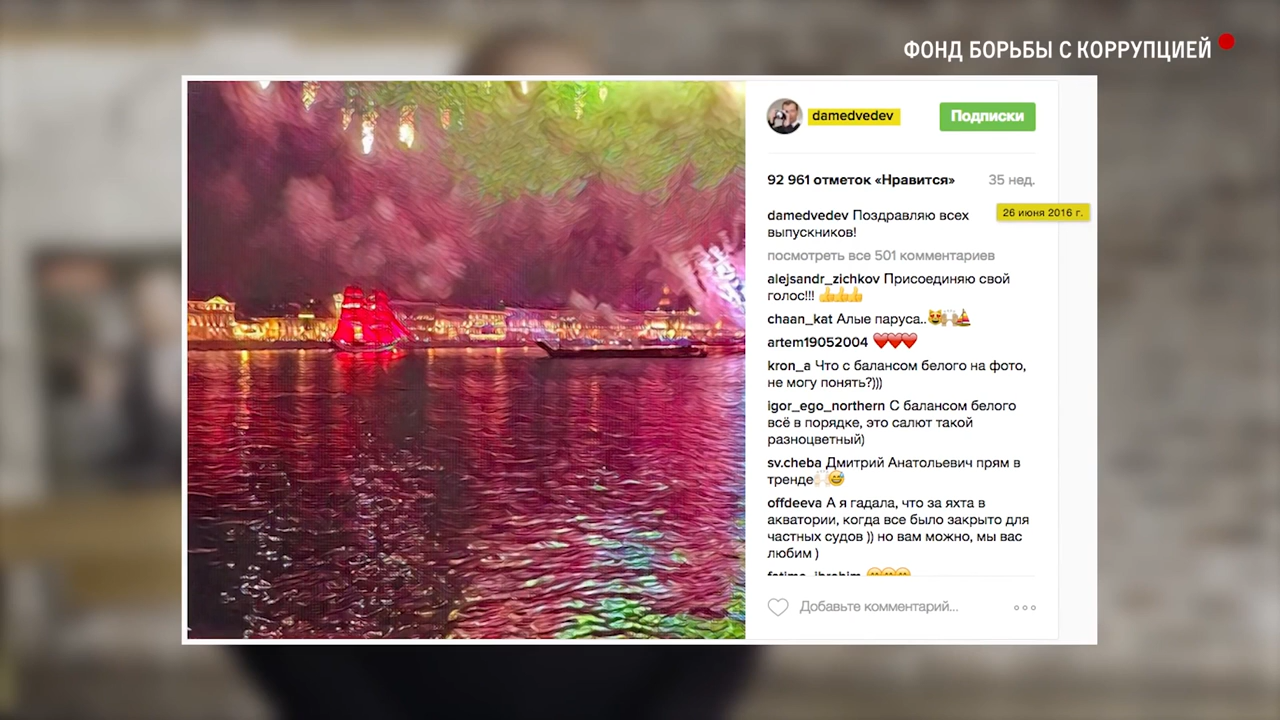 ФОНД БОРЬБЫ С КОРРУПЦИЕЙ
damedvedev
Подписки
92 961 отметок «Нравится»
35 нед.
26 июня 2016 г.
damedvedev Поздравляю всех
выпускников!
посмотреть все 501 комментариев
alejsandr_zichkov Присоединяю свой
голос!!! 👍👍👍
chaan_kat Алые паруса..😻🙌🏻⛵
artem19052004 ❤️❤️❤️
kron_a Что с балансом белого на фото,
не могу понять?)))
igor_ego_northern С балансом белого
всё в порядке, это салют такой
разноцветный)
sv.cheba Дмитрий Анатольевич прям в
тренде🙌🏻😅
offdeeva А я гадала, что за яхта в
акватории, когда все было закрыто для
частных судов )) но вам можно, мы вас
любим )
Добавьте комментарий...